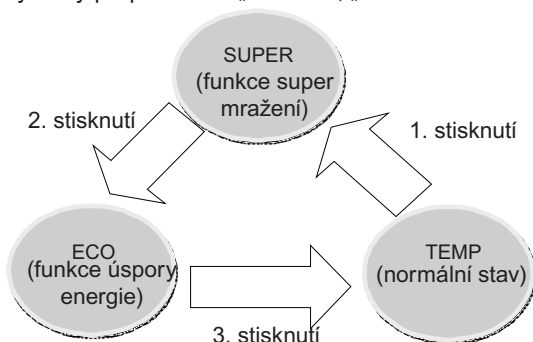 SUPER
(funkce super
mražení)
2. stisknutí
1. stisknutí
ECO
(funkce úspory
energie)
TEMP
(normální stav)
3. stisknutí